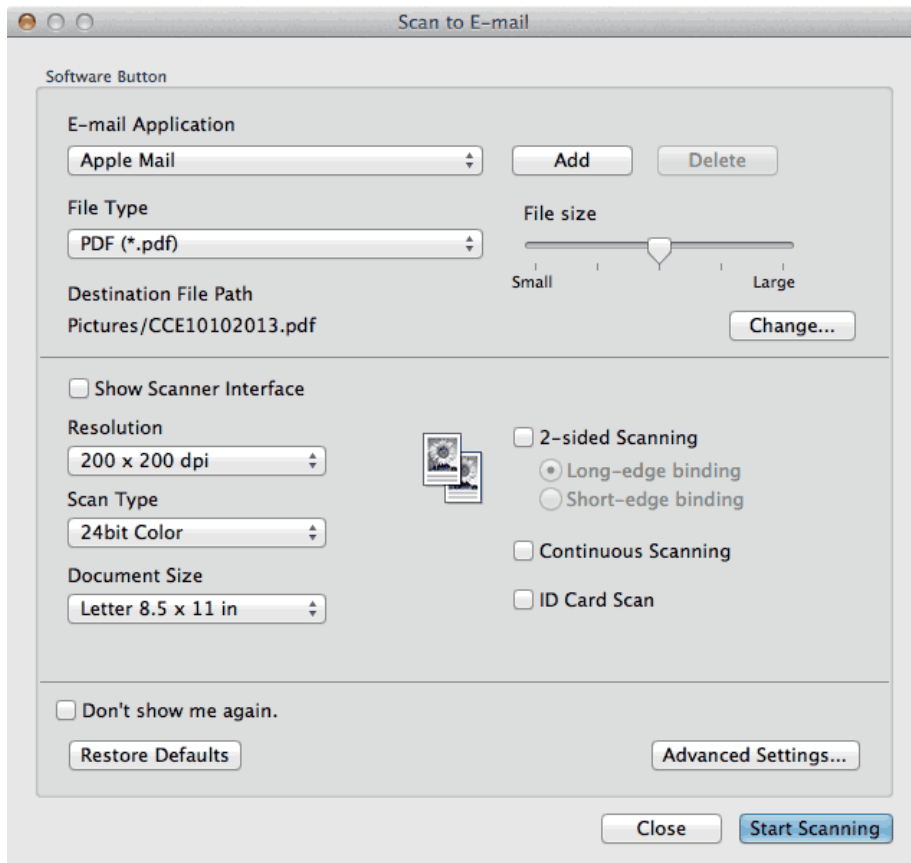 Scan to E-mail
Software Button
E-mail Application
Apple Mail
Add
Delete
File Type
PDF (*.pdf)
File size
Small
Large
Destination File Path
Pictures/CCE10102013.pdf
Change...
Show Scanner Interface
Resolution
200 x 200 dpi
Scan Type
24bit Color
Document Size
Letter 8.5 x 11 in
2-sided Scanning
Long-edge binding
Short-edge binding
Continuous Scanning
ID Card Scan
Don't show me again.
Restore Defaults
Advanced Settings...
Close
Start Scanning